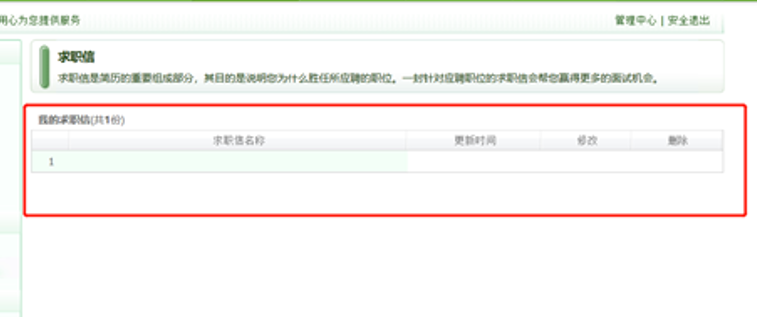 用心为您提供服务
管理中心 | 安全退出
求职信
求职信是简历的重要组成部分，其目的是说明您为什么胜任所应聘的职位。一封针对应聘职位的求职信会帮您赢得更多的面试机会。
我的求职信(共1份)
求职信名称 更新时间 修改 删除
1